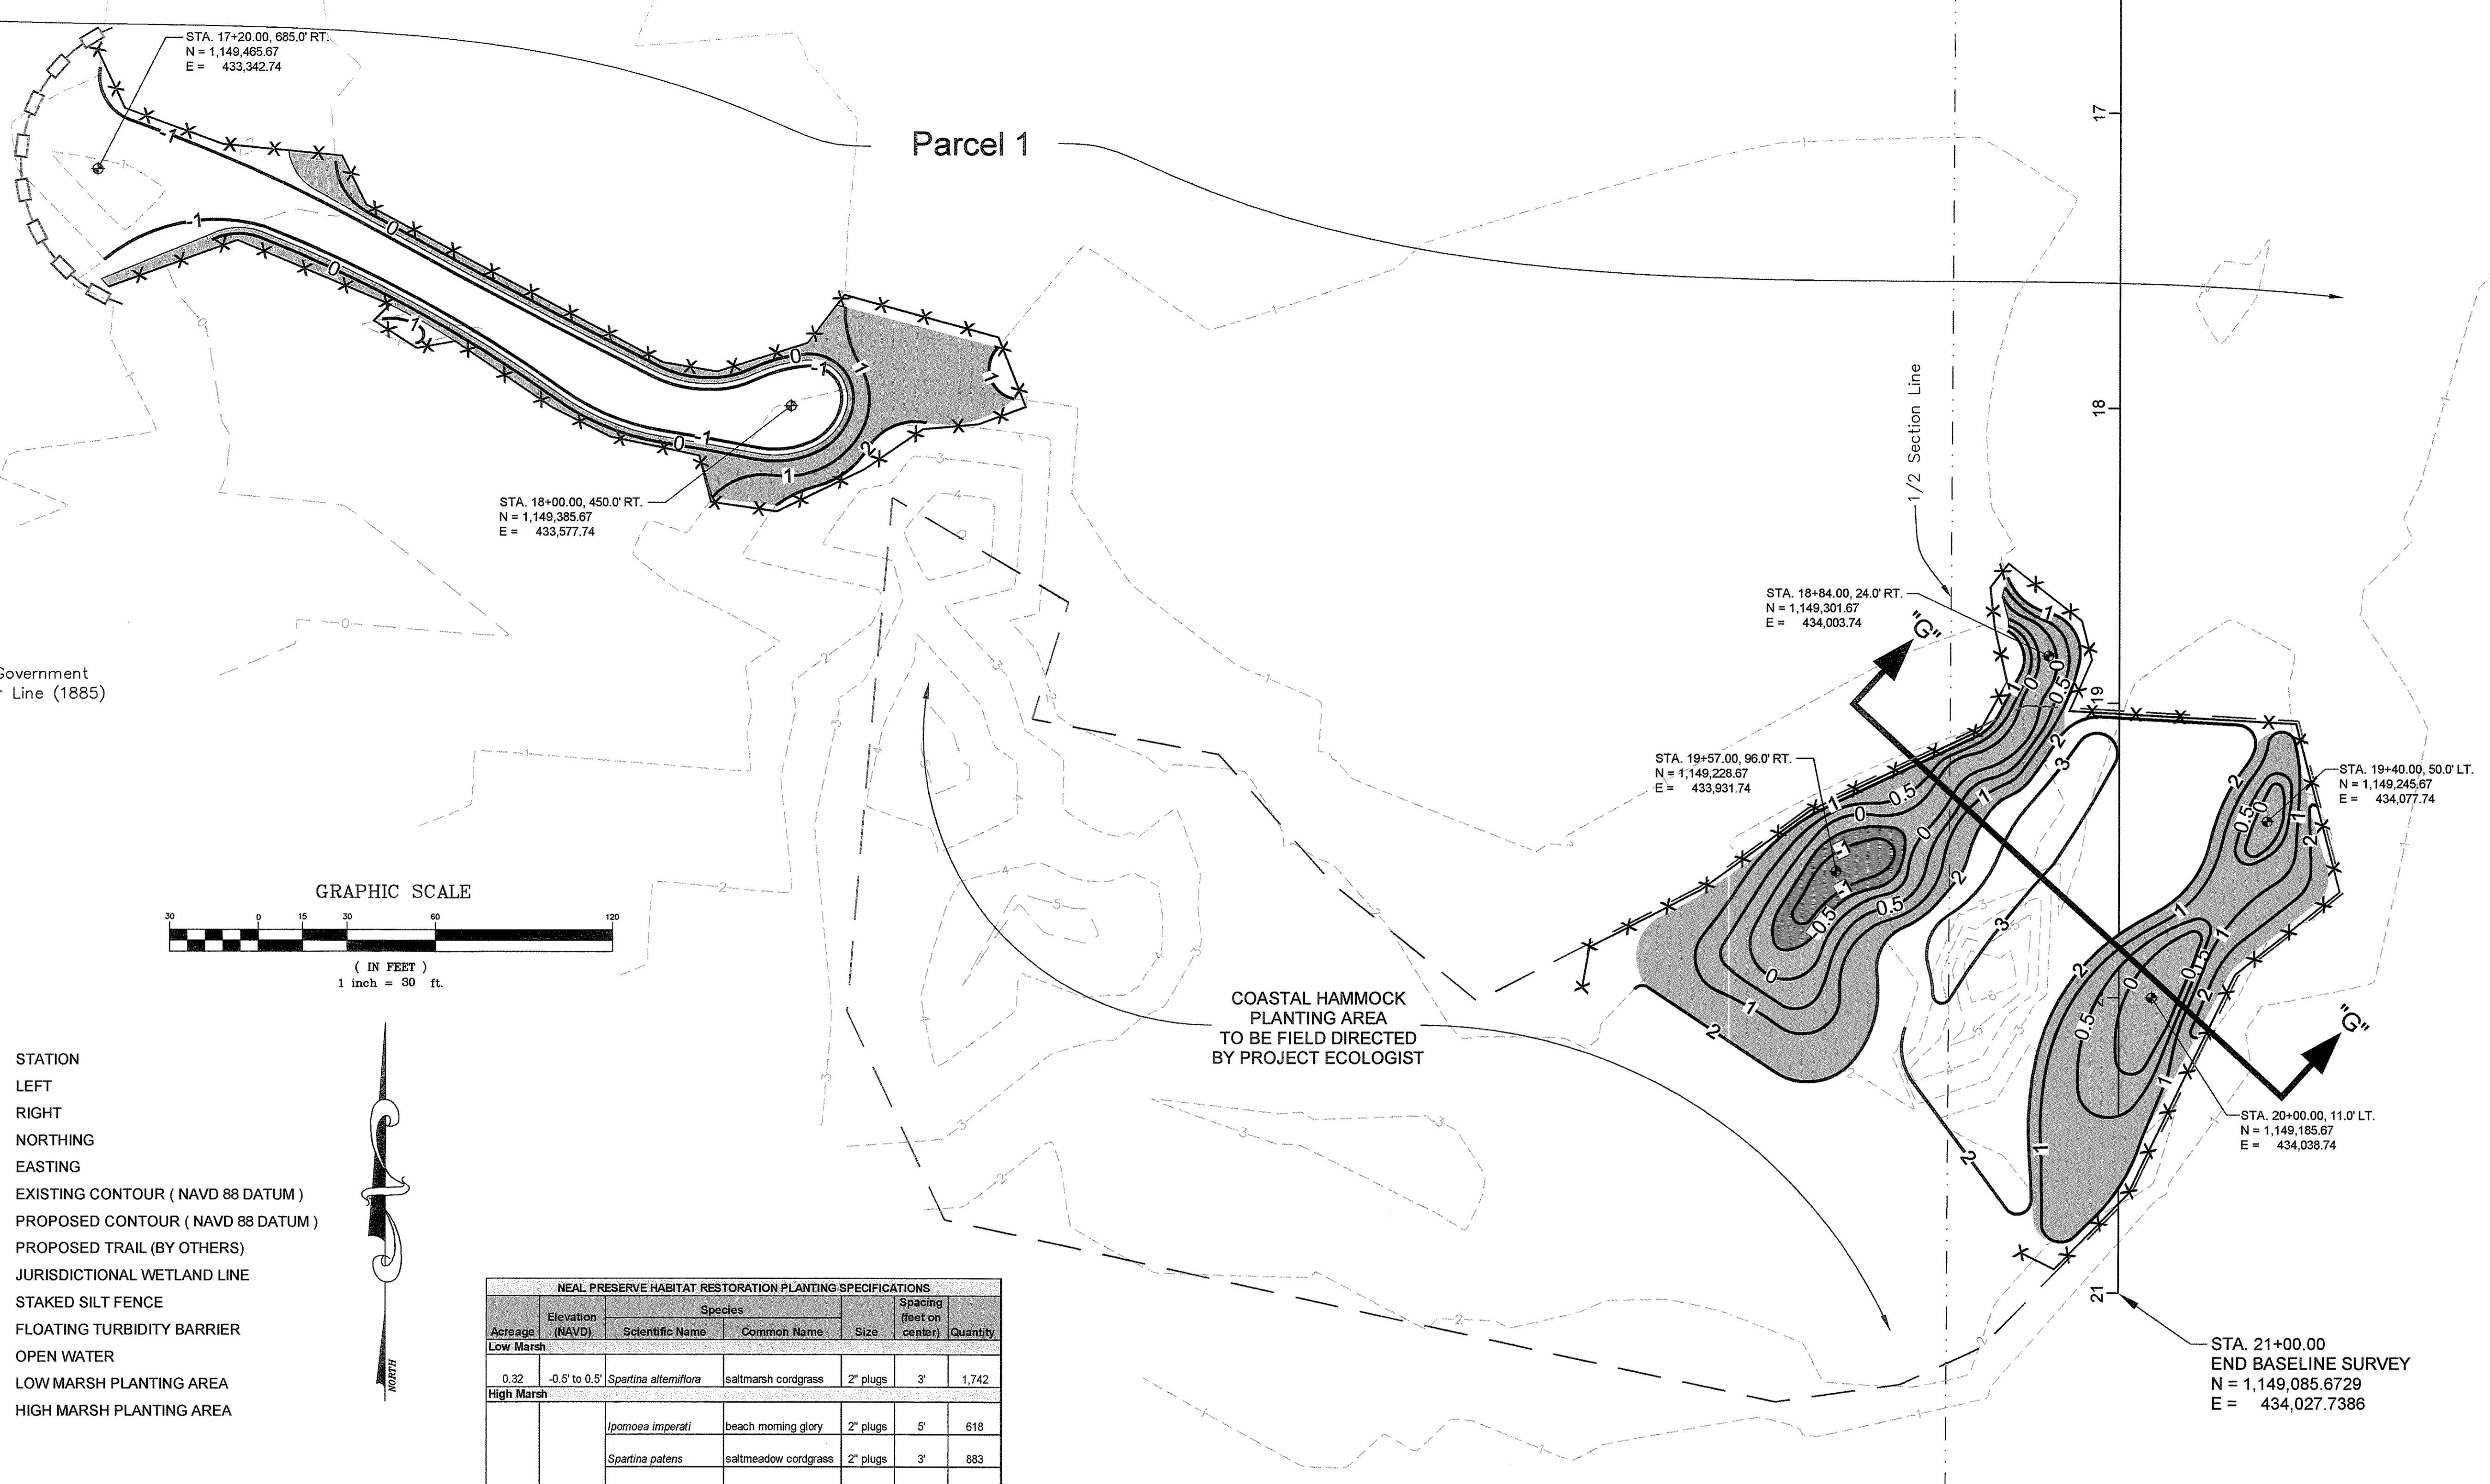 STA. 17+20.00, 685.0' RT.
N = 1,149,465.67
E = 433,342.74
Parcel 1
17
18
19
21
1/2 Section Line
STA. 18+00.00, 450.0' RT.
N = 1,149,385.67
E = 433,577.74
STA. 18+84.00, 24.0' RT.
N = 1,149,301.67
E = 434,003.74
"G"
Government
Line (1885)
STA. 19+57.00, 96.0' RT.
N = 1,149,228.67
E = 433,931.74
STA. 19+40.00, 50.0' LT.
N = 1,149,245.67
E = 434,077.74
GRAPHIC SCALE
30 0 15 30 60 120
( IN FEET )
1 inch = 30 ft.
COASTAL HAMMOCK
PLANTING AREA
TO BE FIELD DIRECTED
BY PROJECT ECOLOGIST
"G"
STA. 20+00.00, 11.0' LT.
N = 1,149,185.67
E = 434,038.74
STATION
LEFT
RIGHT
NORTHING
EASTING
EXISTING CONTOUR ( NAVD 88 DATUM )
PROPOSED CONTOUR ( NAVD 88 DATUM )
PROPOSED TRAIL (BY OTHERS)
JURISDICTIONAL WETLAND LINE
STAKED SILT FENCE
FLOATING TURBIDITY BARRIER
OPEN WATER
LOW MARSH PLANTING AREA
HIGH MARSH PLANTING AREA
NORTH
NEAL PRESERVE HABITAT RESTORATION PLANTING SPECIFICATIONS
Acreage Elevation (NAVD) Species Scientific Name Common Name Size Spacing (feet on center) Quantity
Low Marsh
0.32 -0.5' to 0.5' Spartina alterniflora saltmarsh cordgrass 2" plugs 3' 1,742
High Marsh
Ipomoea imperati beach morning glory 2" plugs 5' 618
Spartina patens saltmeadow cordgrass 2" plugs 3' 883
STA. 21+00.00
END BASELINE SURVEY
N = 1,149,085.6729
E = 434,027.7386